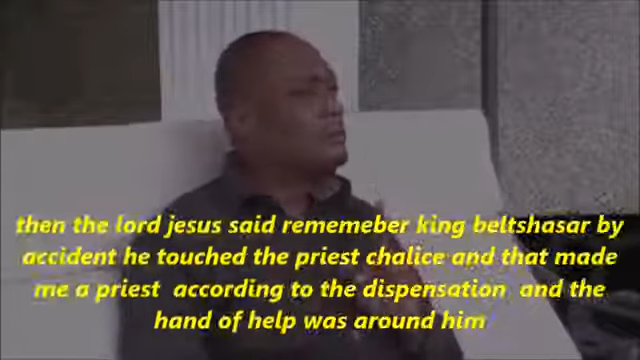 then the lord jesus said rememeber king beltshasar by
accident he touched the priest chalice and that made
me a priest according to the dispensation and the
hand of help was around him